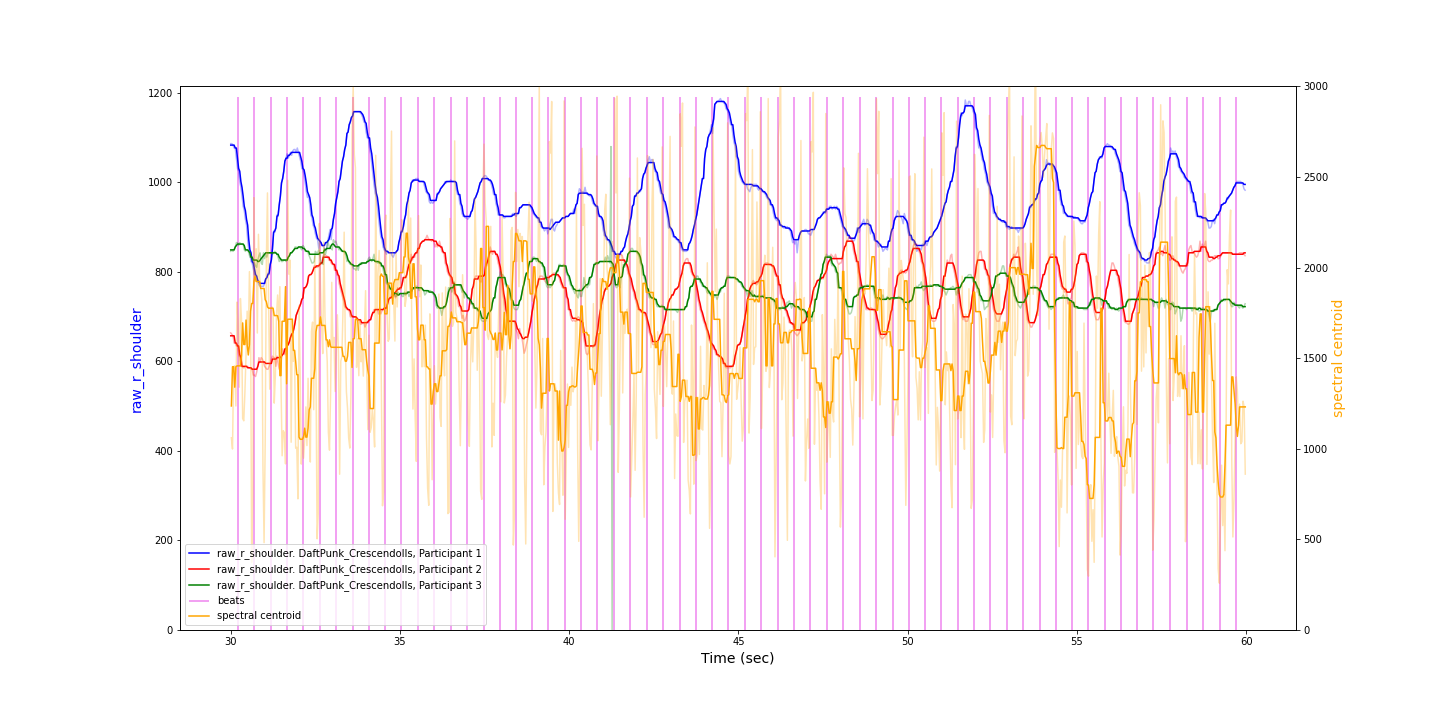 1200
1000
800
600
400
200
0
raw_r_shoulder
3000
2500
2000
1500
1000
500
0
spectral centroid
raw_r_shoulder. DaftPunk_Crescendolls, Participant 1
raw_r_shoulder. DaftPunk_Crescendolls, Participant 2
raw_r_shoulder. DaftPunk_Crescendolls, Participant 3
beats
spectral centroid
30 35 40 45 50 55 60
Time (sec)